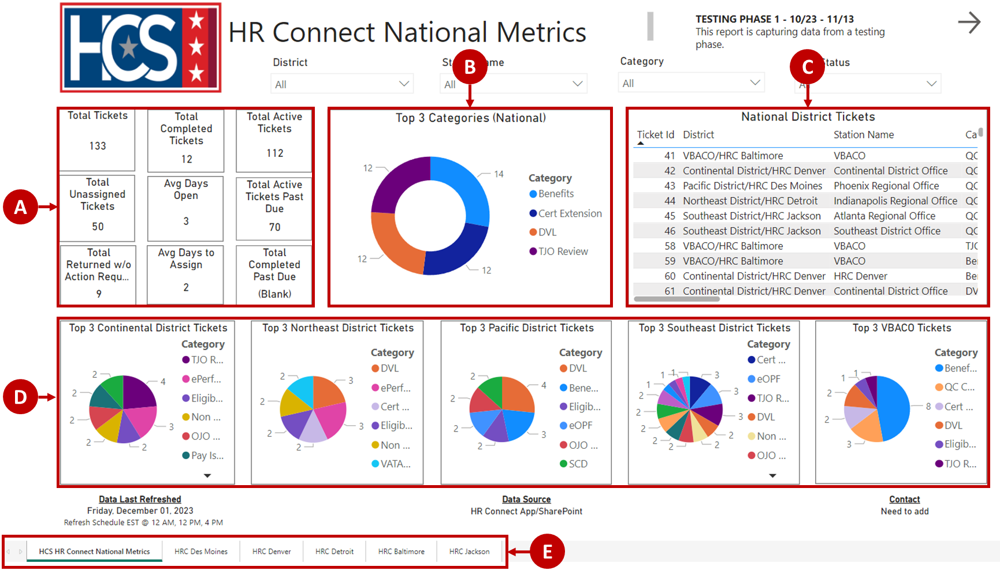 HCS
HR Connect National Metrics
TESTING PHASE 1 - 10/23 - 11/13
This report is capturing data from a testing
phase.
District
All
B
All
Category
All
C
Status
Total Tickets
133
Total
Completed
Tickets
12
Total Active
Tickets
112
Total
Unassigned
Tickets
50
Avg Days
Open
3
Total Active
Tickets Past
Due
70
Total
Returned w/o
Action Requ...
9
Avg Days to
Assign
2
Total
Completed
Past Due
(Blank)
A
Top 3 Categories (National)
12
14
12
12
Category
Benefits
Cert Extension
DVL
TJO Review
National District Tickets
Ticket Id District Station Name Cat
41 VBACO/HRC Baltimore VBACO QC
42 Continental District/HRC Denver Continental District Office QC
43 Pacific District/HRC Des Moines Phoenix Regional Office QC
44 Northeast District/HRC Detroit Indianapolis Regional Office QC
45 Southeast District/HRC Jackson Atlanta Regional Office QC
46 Southeast District/HRC Jackson Southeast District Office QC
58 VBACO/HRC Baltimore VBACO TJO
59 VBACO/HRC Baltimore VBACO Be
60 Continental District/HRC Denver HRC Denver Be
61 Continental District/HRC Denver Continental District Office DV
D
Top 3 Continental District Tickets
2
4
2
2
3
2
2
Category
TJO R...
ePerf...
Eligib...
Non ...
OJO ...
Pay Is...
Top 3 Northeast District Tickets
2
3
2
2
3
2
Category
DVL
ePerf...
Cert ...
Eligib...
Non ...
VATA...
Top 3 Pacific District Tickets
2
4
2
2
3
2
Category
DVL
Bene...
Eligib...
eOPF
OJO ...
SCD
Top 3 Southeast District Tickets
1
1
3
1
2
3
2
3
2
2
2
2
Category
Cert ...
eOPF
TJO R...
DVL
Non ...
OJO ...
Top 3 VBACO Tickets
1
1
2
8
2
3
Category
Benef...
QC C...
Cert ...
DVL
Eligib...
TJO R...
Data Last Refreshed
Friday, December 01, 2023
Refresh Schedule EST @ 12 AM, 12 PM, 4 PM
Data Source
HR Connect App/SharePoint
Contact
Need to add
HCS HR Connect National Metrics
HRC Des Moines
HRC Denver
HRC Detroit
HRC Baltimore
HRC Jackson
E